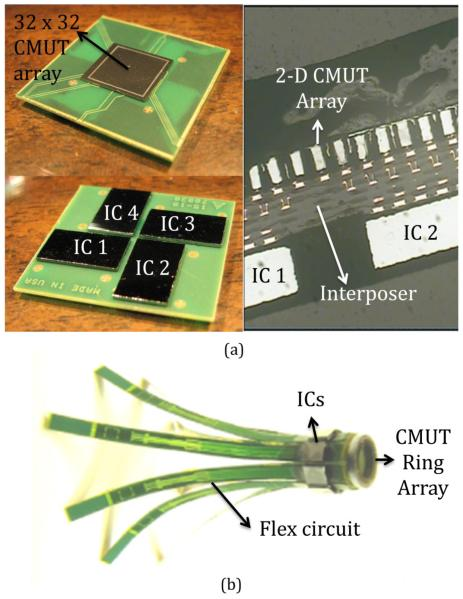 32 x 32
CMUT
array
2-D CMUT
Array
IC 4
IC 3
IC 1
IC 2
MADE IN USA
IC 1
IC 2
Interposer
(a)
ICs
CMUT
Ring
Array
Flex circuit
(b)